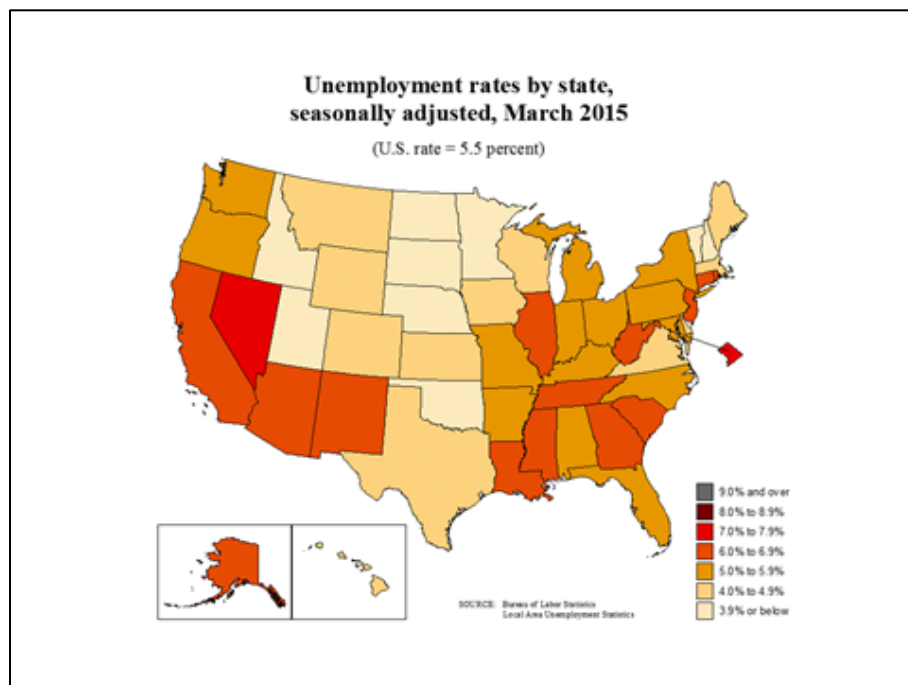 Unemployment rates by state,
seasonally adjusted, March 2015
(U.S. rate = 5.5 percent)
9.0% and over
8.0% to 8.9%
7.0% to 7.9%
6.0% to 6.9%
5.0% to 5.9%
4.0% to 4.9%
3.9% or below
SOURCE: Bureau of Labor Statistics
Local Area Unemployment Statistics